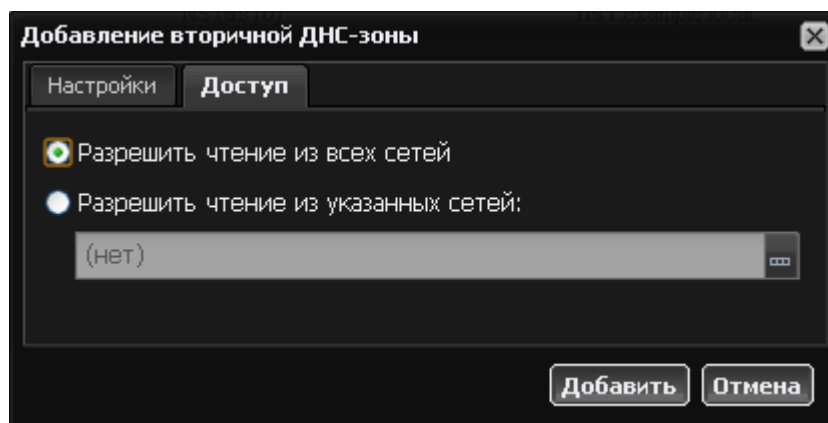 Добавление вторичной ДНС-зоны
Настройки Доступ
Разрешить чтение из всех сетей
Разрешить чтение из указанных сетей:
(нет)
Добавить Отмена